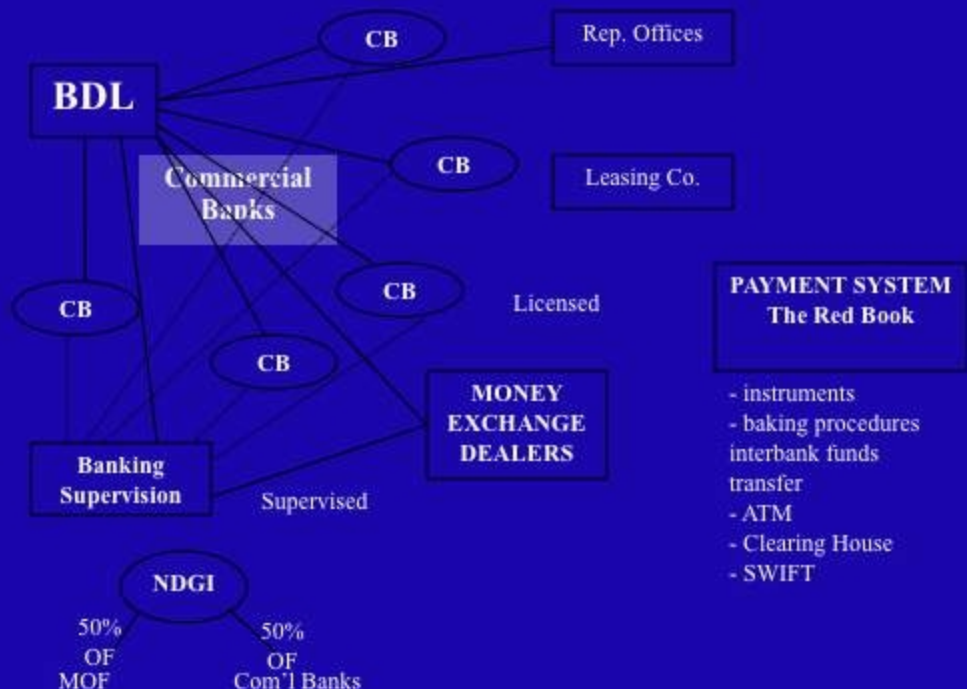 CB
Rep. Offices
BDL
Commercial
Banks
CB
Leasing Co.
CB
CB
Licensed
CB
PAYMENT SYSTEM
The Red Book
MONEY
EXCHANGE
DEALERS
- instruments
- baking procedures
interbank funds
transfer
- ATM
- Clearing House
- SWIFT
Banking
Supervision
Supervised
NDGI
50%
OF
MOF
50%
OF
Com'l Banks